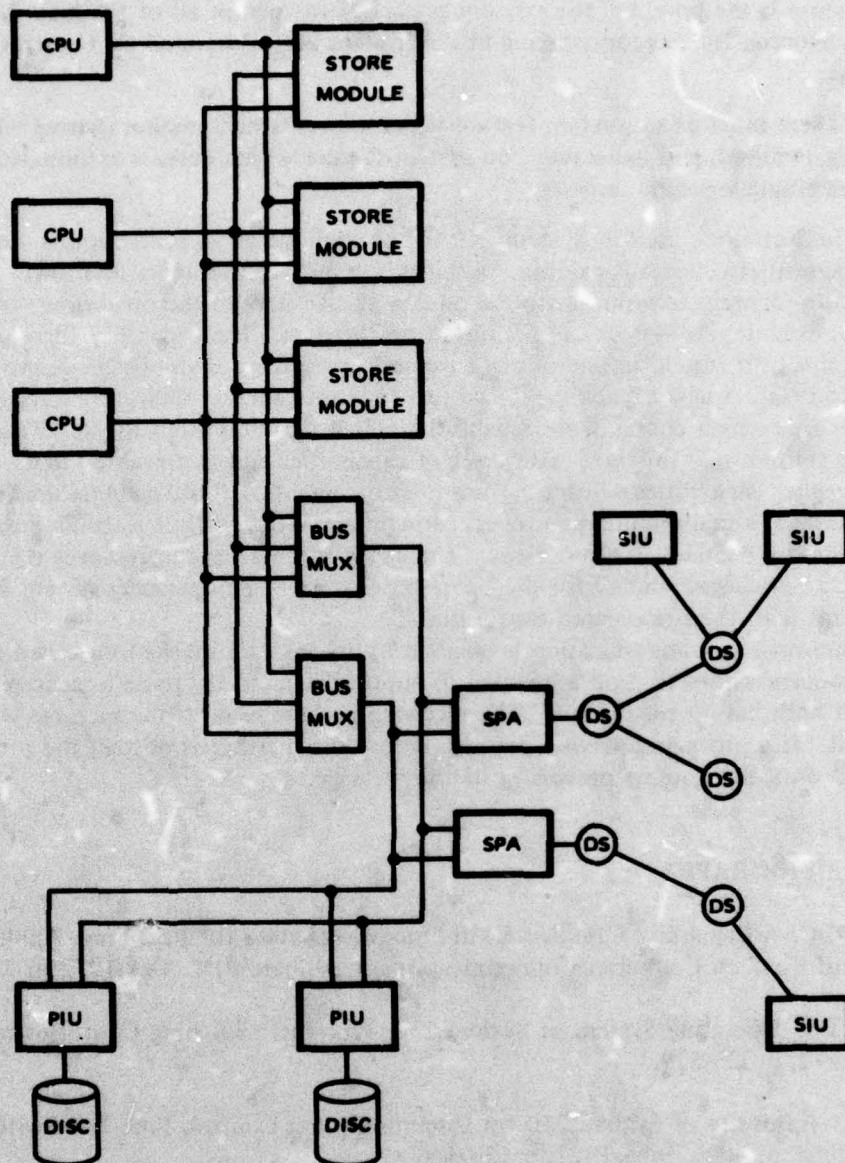 CPU
STORE
MODULE
CPU
STORE
MODULE
CPU
STORE
MODULE
BUS
MUX
SIU
SIU
DS
BUS
MUX
SPA
DS
DS
SPA
DS
DS
PIU
PIU
SIU
DISC
DISC